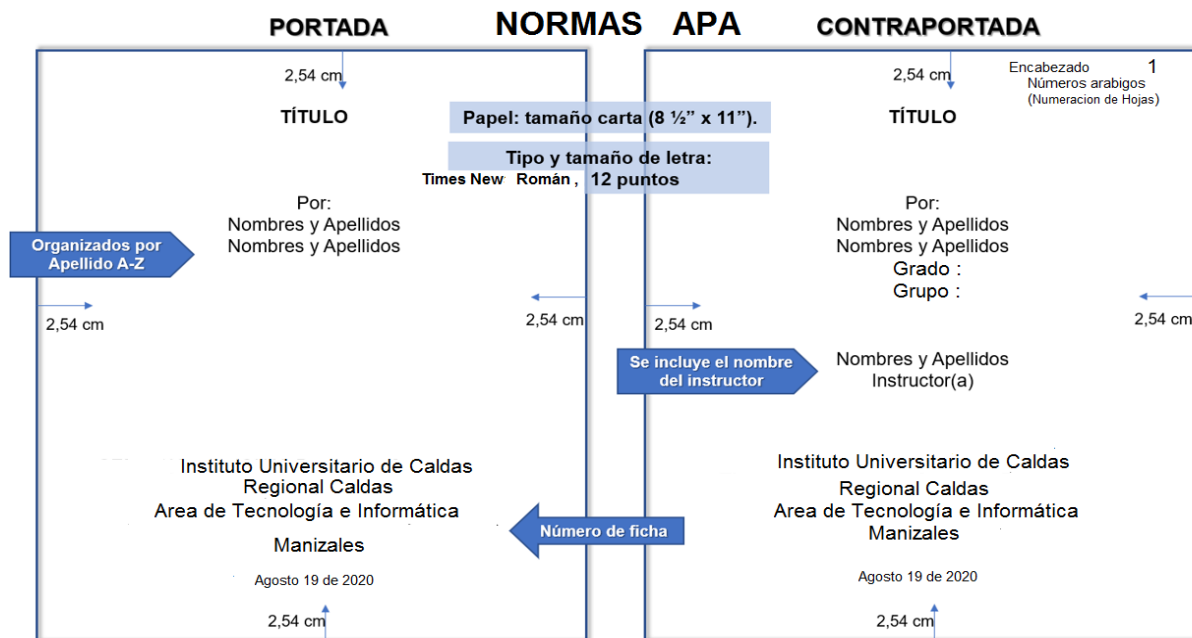 NORMAS APA
PORTADA
2,54 cm
TÍTULO
Por:
Nombres y Apellidos
Nombres y Apellidos
Organizados por
Apellido A-Z
2,54 cm
2,54 cm
Instituto Universitario de Caldas
Regional Caldas
Area de Tecnología e Informática
Manizales
Agosto 19 de 2020
2,54 cm
Papel: tamaño carta (8 ½” x 11”).
Tipo y tamaño de letra:
Times New Román , 12 puntos
Número de ficha
CONTRAPORTADA
2,54 cm
Encabezado 1
Números arabigos
(Numeracion de Hojas)
TÍTULO
Por:
Nombres y Apellidos
Nombres y Apellidos
Grado :
Grupo :
2,54 cm
2,54 cm
Se incluye el nombre
del instructor
Nombres y Apellidos
Instructor(a)
Instituto Universitario de Caldas
Regional Caldas
Area de Tecnología e Informática
Manizales
Agosto 19 de 2020
2,54 cm